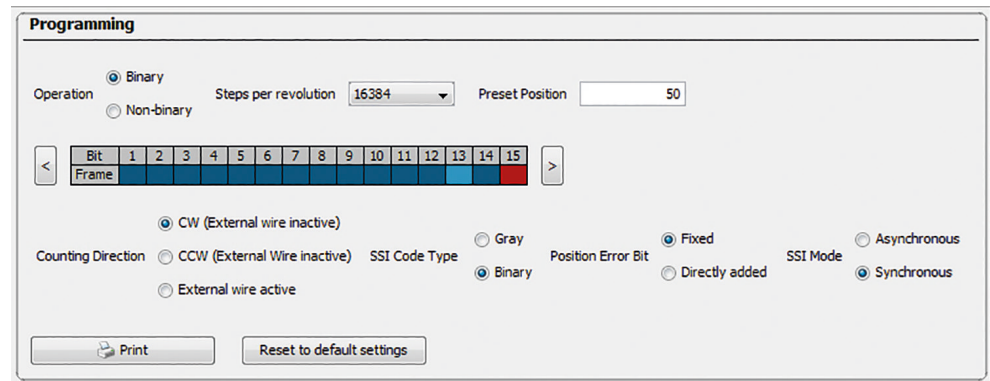 Programming
Operation
Binary
Non-binary
Steps per revolution 16384 Preset Position 50
< Bit 1 2 3 4 5 6 7 8 9 10 11 12 13 14 15 >
Frame
Counting Direction
CW (External wire inactive)
CCW (External Wire inactive)
External wire active
SSI Code Type
Gray
Binary
Position Error Bit
Fixed
Directly added
SSI Mode
Asynchronous
Synchronous
Print Reset to default settings